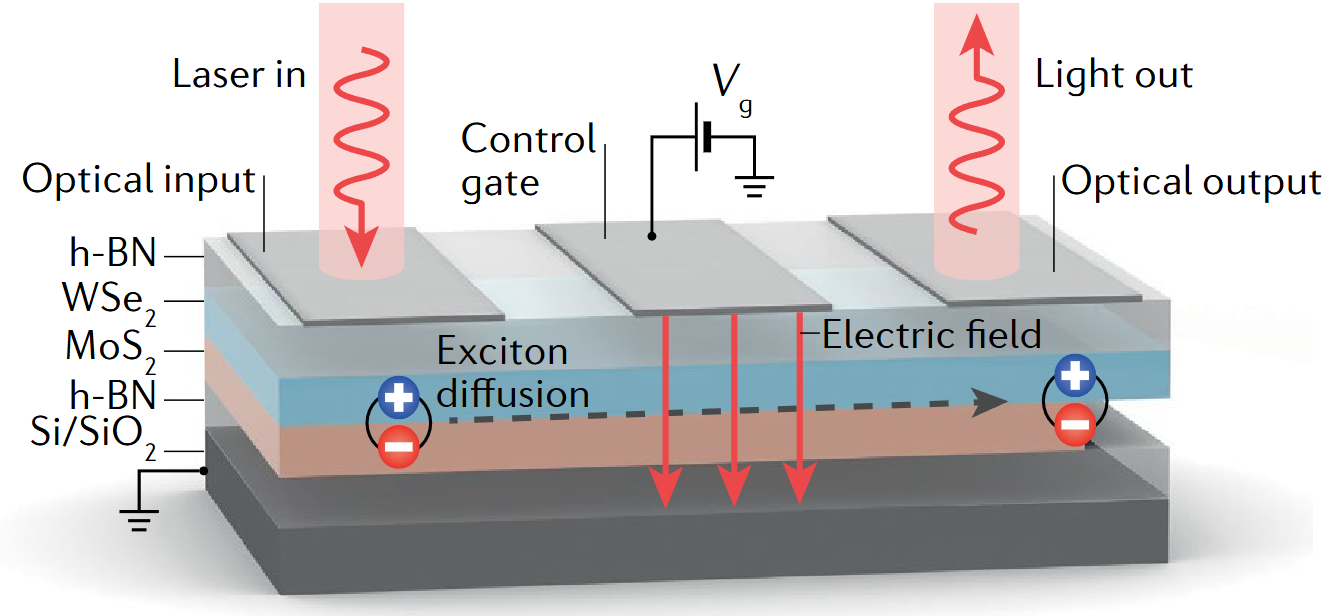 Laser in
V
g
Light out
Control
gate
Optical input
Optical output
h-BN
WSe2
MoS2
h-BN
Si/SiO2
Exciton
diffusion
Electric field
+
−
+
−